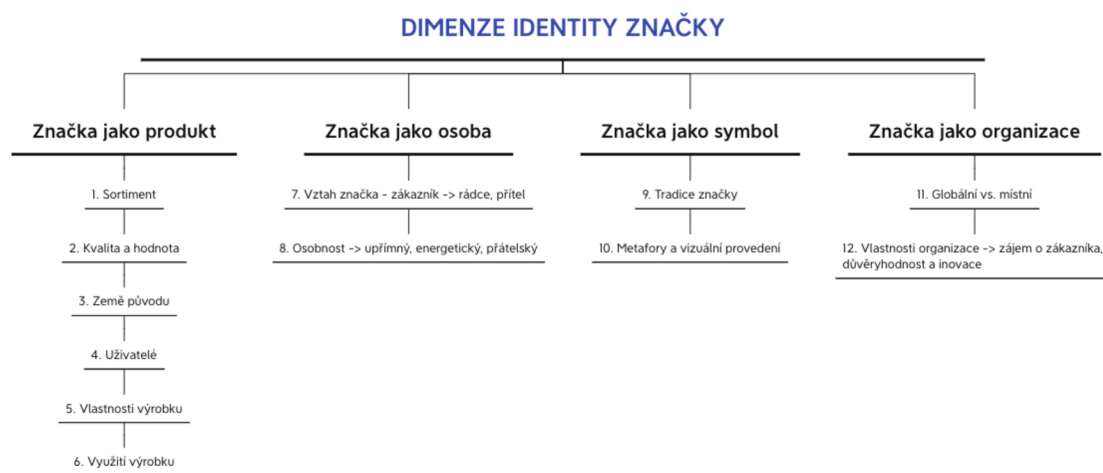 DIMENZE IDENTITY ZNAČKY
Značka jako produkt
1. Sortiment
2. Kvalita a hodnota
3. Země původu
4. Uživatelé
5. Vlastnosti výrobku
6. Využití výrobku
Značka jako osoba
7. Vztah značka - zákazník -> rádce, přítel
8. Osobnost -> upřímný, energetický, přátelský
Značka jako symbol
9. Tradice značky
10. Metafory a vizuální provedení
Značka jako organizace
11. Globální vs. místní
12. Vlastnosti organizace -> zájem o zákazníka,
důvěryhodnost a inovace